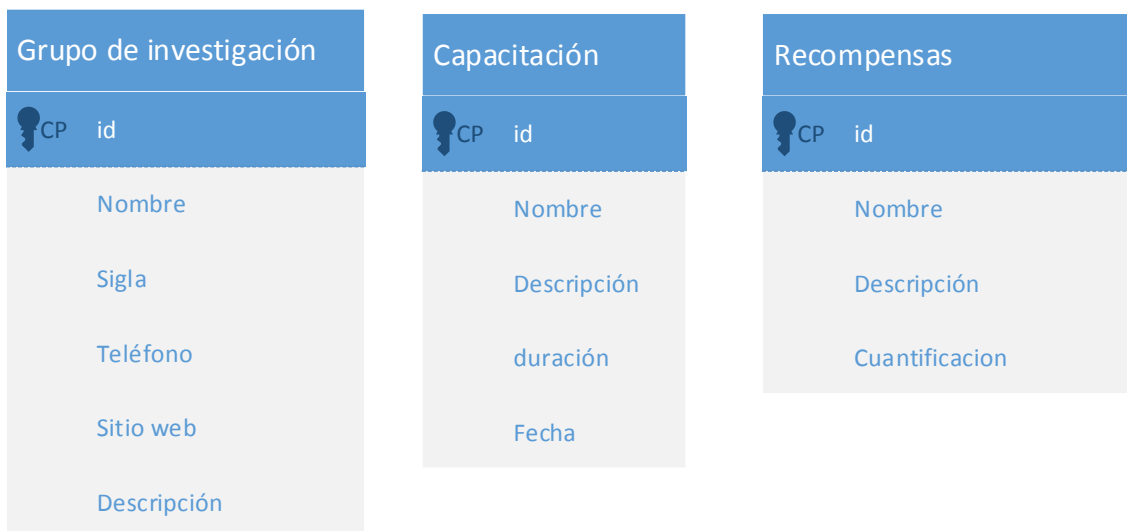 Grupo de investigación
CP id
Nombre
Sigla
Teléfono
Sitio web
Descripción
Capacitación
CP id
Nombre
Descripción
duración
Fecha
Recompensas
CP id
Nombre
Descripción
Cuantificacion